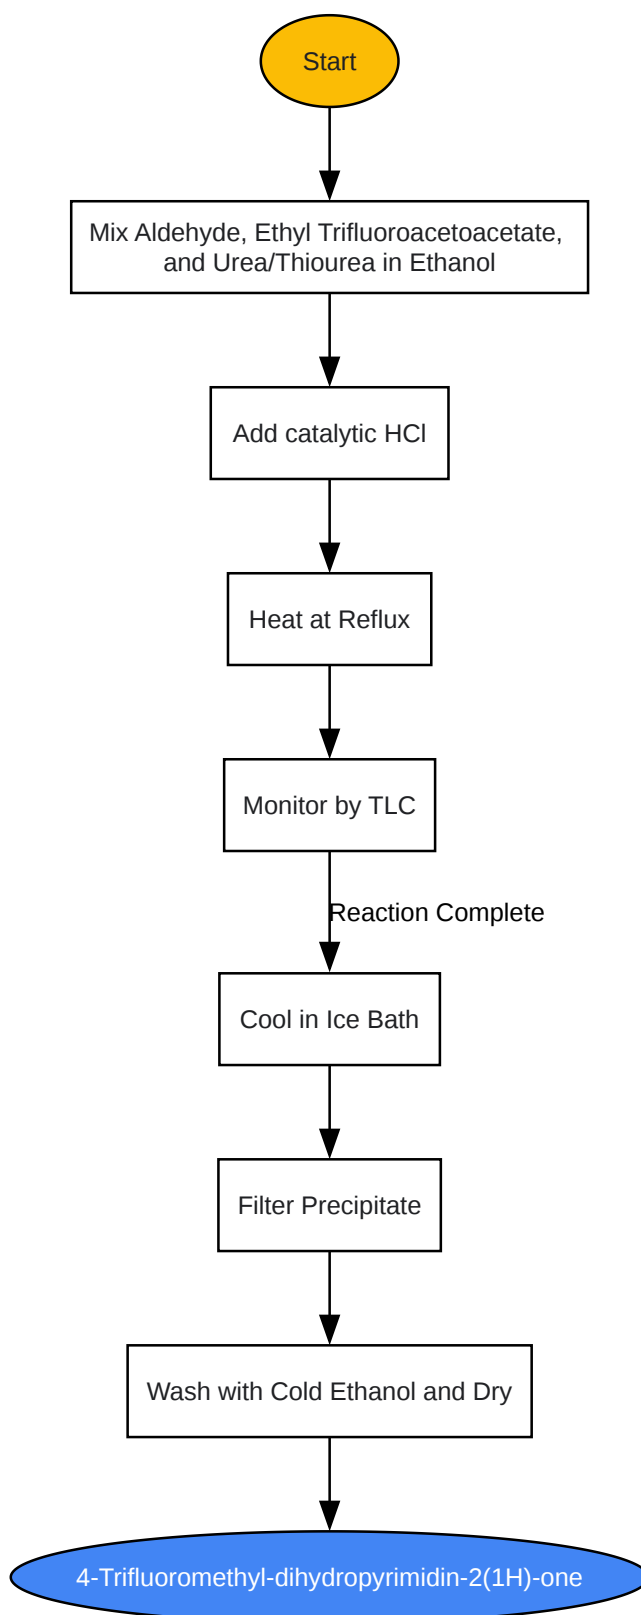 Start
Mix Aldehyde, Ethyl Trifluoroacetoacetate,
and Urea/Thiourea in Ethanol
Add catalytic HCl
Heat at Reflux
Monitor by TLC
Reaction Complete
Cool in Ice Bath
Filter Precipitate
Wash with Cold Ethanol and Dry
4-Trifluoromethyl-dihydropyrimidin-2(1H)-one